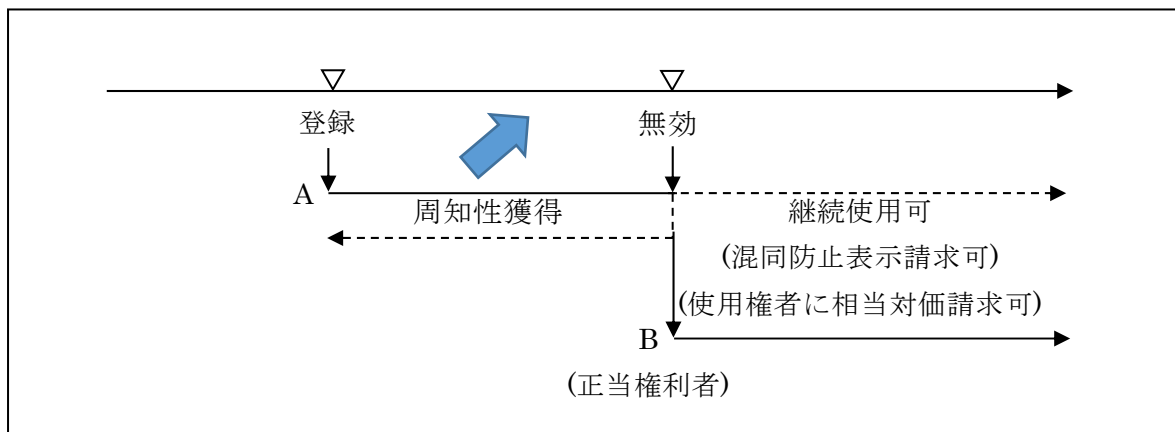 登録
無効
A
周知性獲得
継続使用可
(混同防止表示請求可)
(使用権者に相当対価請求可)
B
(正当権利者)